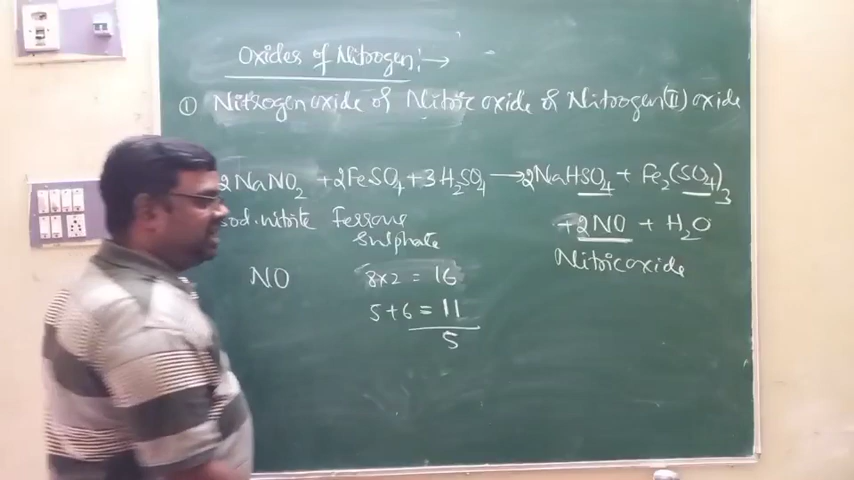 Oxides of Nitrogen:→
① Nitrogen oxide or Nitric oxide or Nitrogen(II) oxide
2NaNO₂ + 2FeSO₄ + 3H₂SO₄ → 2NaHSO₄ + Fe₂(SO₄)₃
sod. nitrite Ferrous + 2NO + H₂O
Sulphate
Nitric oxide
NO 8×2 = 16
5+6 = 11
5